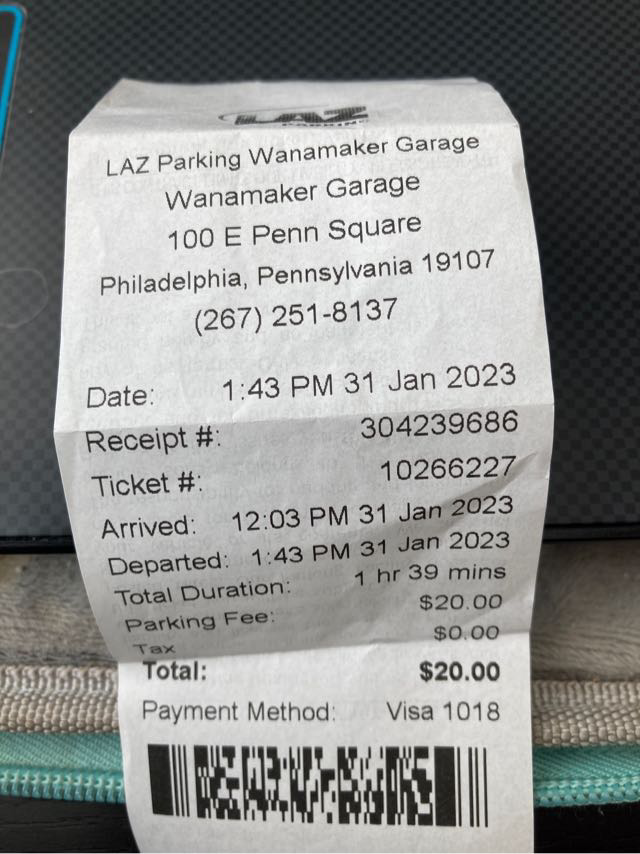 LAZ
PARKING
LAZ Parking Wanamaker Garage
Wanamaker Garage
100 E Penn Square
Philadelphia, Pennsylvania 19107
(267) 251-8137
Date: 1:43 PM 31 Jan 2023
Receipt #: 304239686
Ticket #: 10266227
Arrived: 12:03 PM 31 Jan 2023
Departed: 1:43 PM 31 Jan 2023
Total Duration: 1 hr 39 mins
Parking Fee: $20.00
Tax $0.00
Total: $20.00
Payment Method: Visa 1018